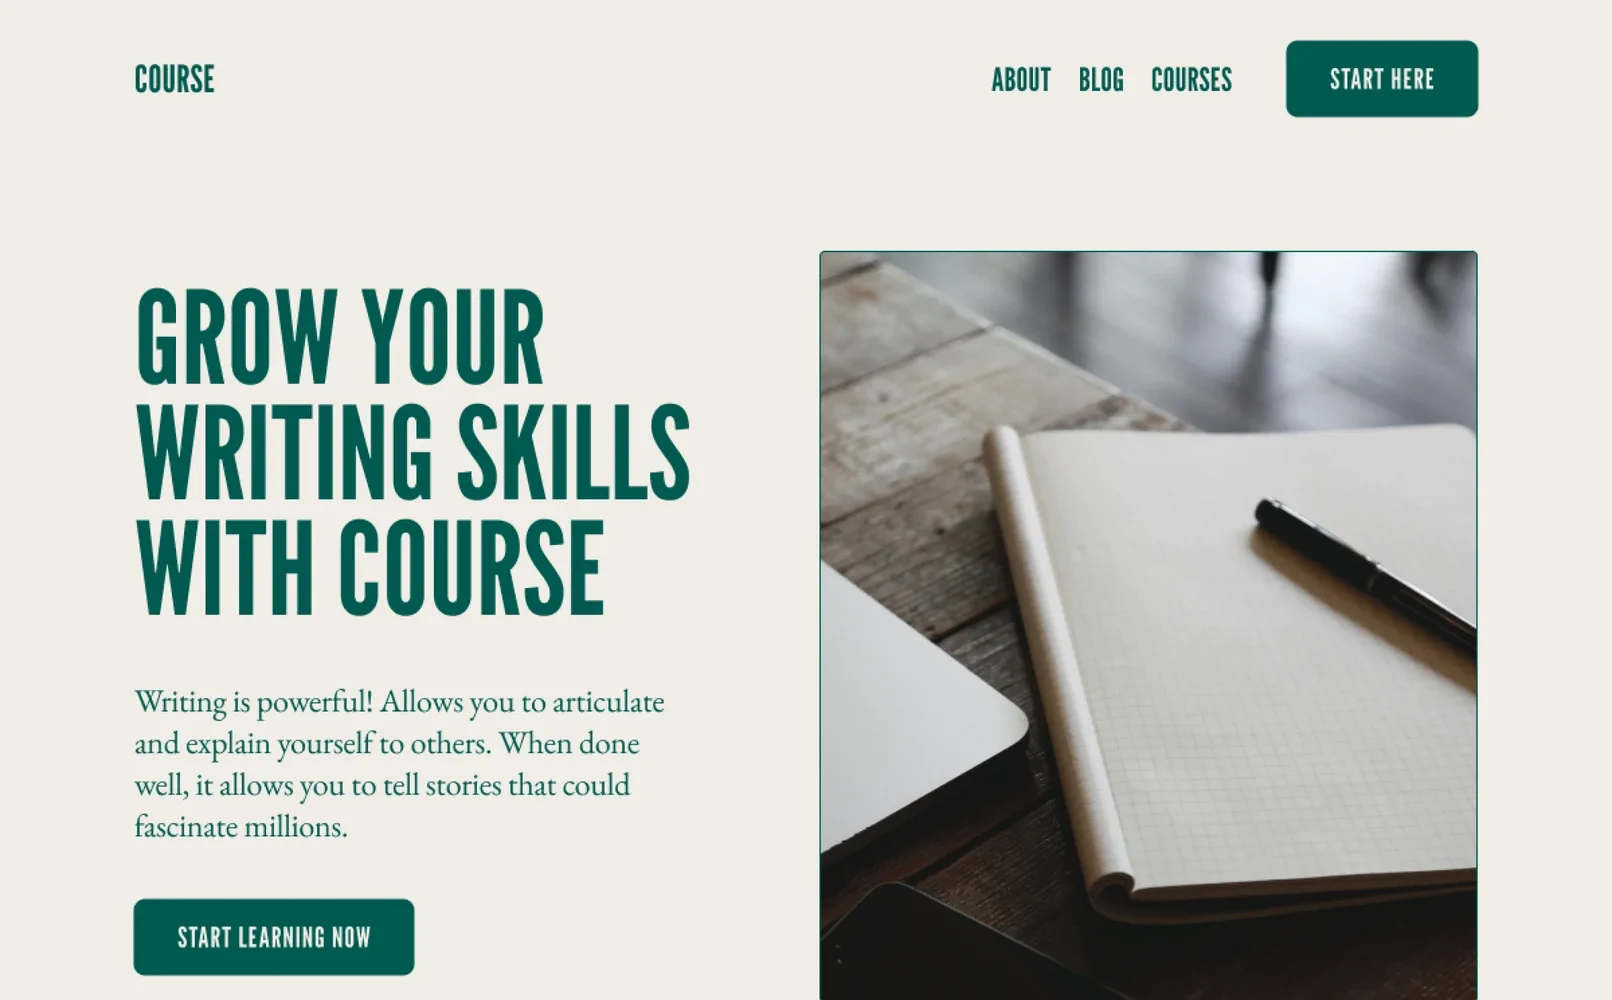 COURSE
ABOUT BLOG COURSES START HERE
GROW YOUR
WRITING SKILLS
WITH COURSE
Writing is powerful! Allows you to articulate
and explain yourself to others. When done
well, it allows you to tell stories that could
fascinate millions.
START LEARNING NOW